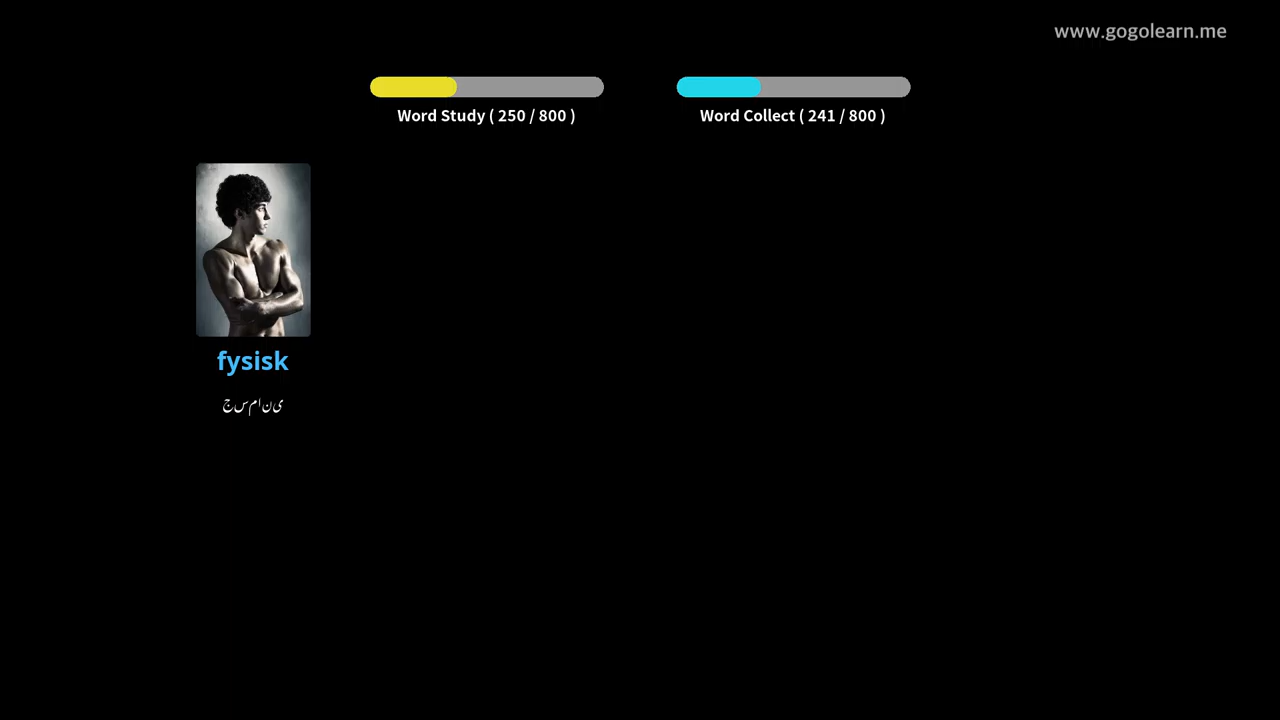 www.gogolearn.me
Word Study ( 250 / 800 )
Word Collect ( 241 / 800 )
fysisk
جسمانی